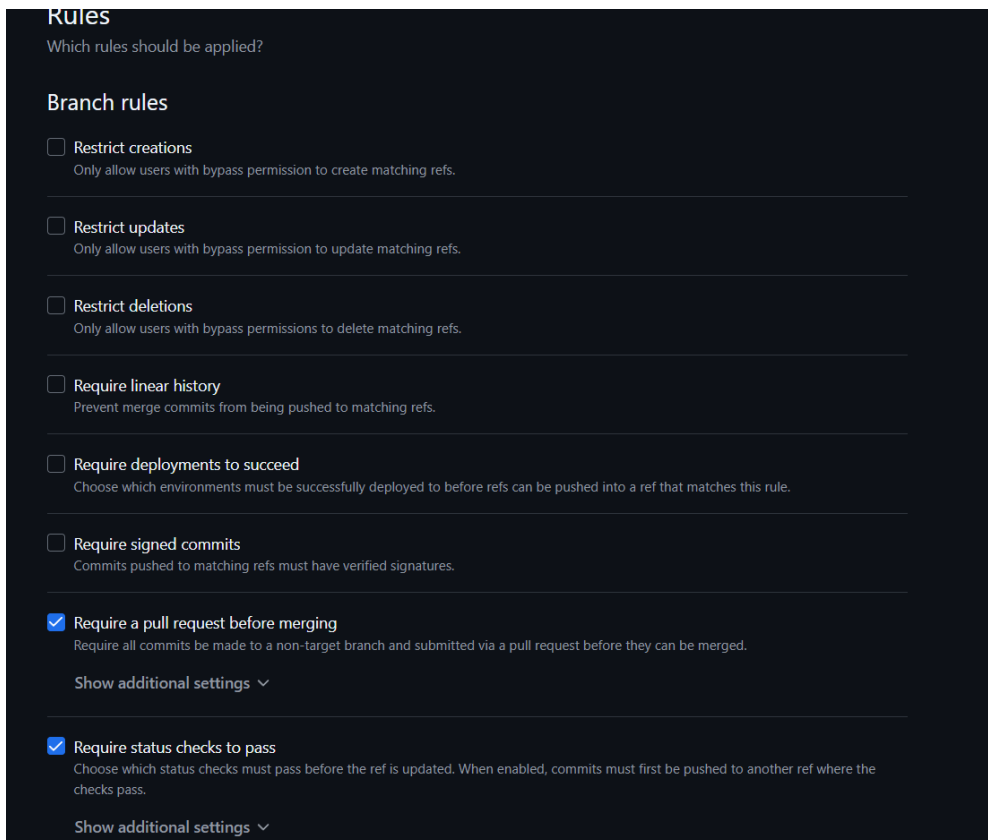 Rules
Which rules should be applied?
Branch rules
Restrict creations
Only allow users with bypass permission to create matching refs.
Restrict updates
Only allow users with bypass permission to update matching refs.
Restrict deletions
Only allow users with bypass permissions to delete matching refs.
Require linear history
Prevent merge commits from being pushed to matching refs.
Require deployments to succeed
Choose which environments must be successfully deployed to before refs can be pushed into a ref that matches this rule.
Require signed commits
Commits pushed to matching refs must have verified signatures.
Require a pull request before merging
Require all commits be made to a non-target branch and submitted via a pull request before they can be merged.
Show additional settings
Require status checks to pass
Choose which status checks must pass before the ref is updated. When enabled, commits must first be pushed to another ref where the
checks pass.
Show additional settings